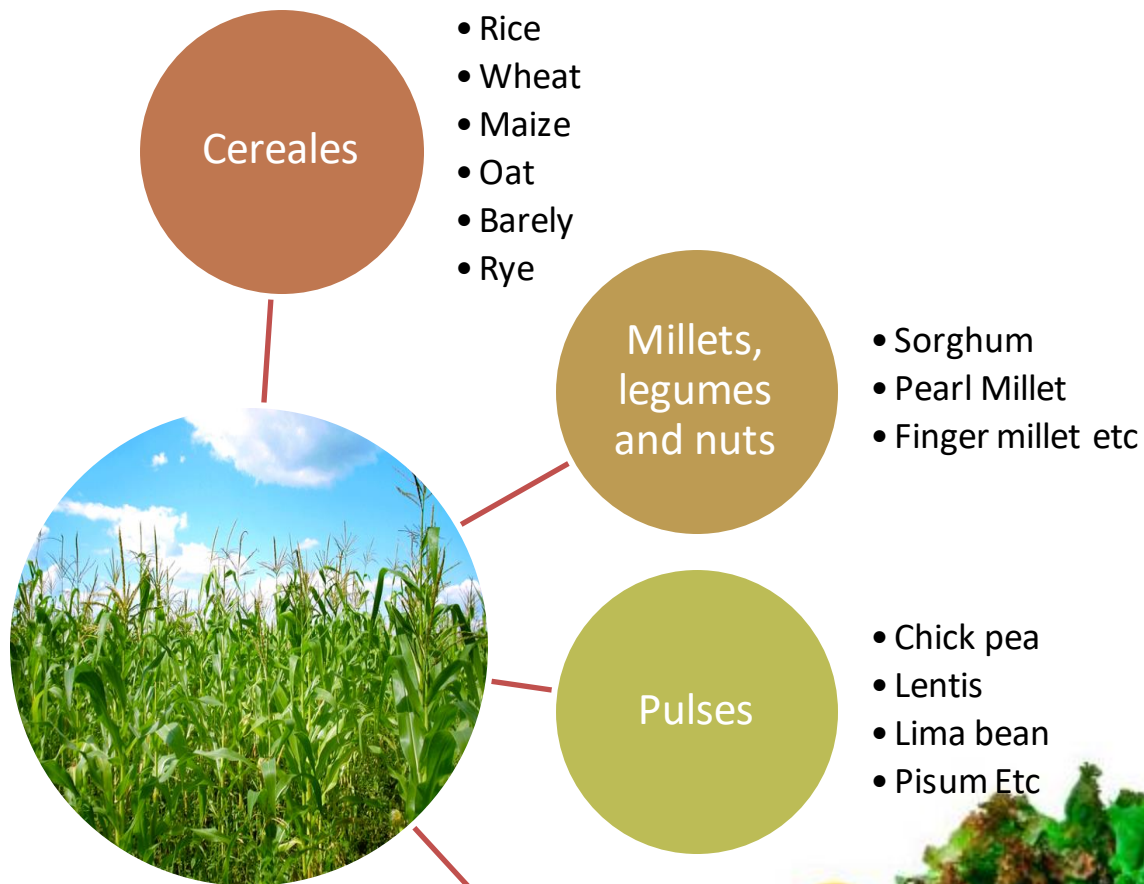 Cereales
• Rice
• Wheat
• Maize
• Oat
• Barely
• Rye
Millets,
legumes
and nuts
• Sorghum
• Pearl Millet
• Finger millet etc
Pulses
• Chick pea
• Lentis
• Lima bean
• Pisum Etc